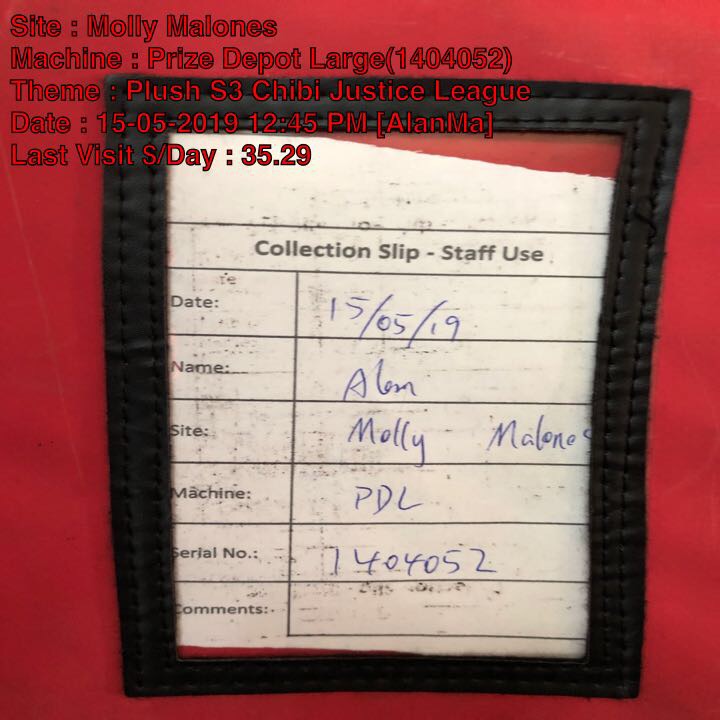 Site : Molly Malones
Machine : Prize Depot Large(1404052)
Theme : Plush S3 Chibi Justice League
Date : 15-05-2019 12:45 PM [AlanMa]
Last Visit $/Day : 35.29
Collection Slip - Staff Use
Date: 15/05/19
Name: Alan
Site: Molly Malones
Machine: PDL
Serial No.: 1404052
Comments: